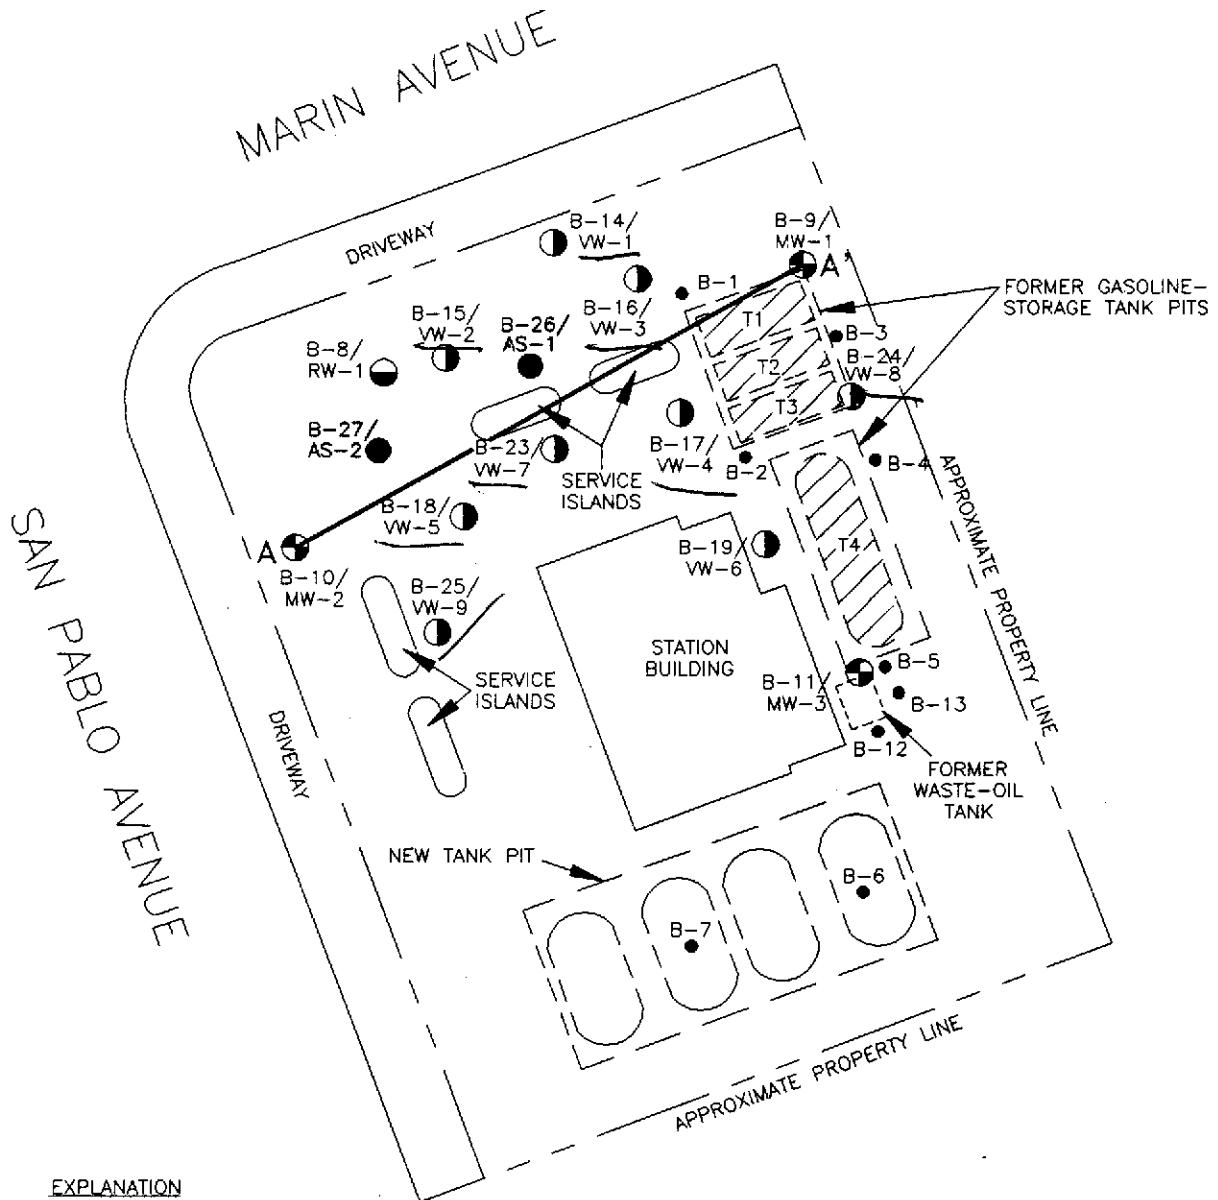 MARIN AVENUE
DRIVEWAY
B-14/
VW-1
B-9/
MW-1
A'
B-1
FORMER GASOLINE-
STORAGE TANK PITS
B-16/
VW-3
B-15/
VW-2
B-26/
AS-1
T1
B-3
B-8/
RW-1
T2
B-24/
VW-8
T3
B-27/
AS-2
B-23/
VW-7
SERVICE
ISLANDS
B-17/
VW-4
B-2
B-4
APPROXIMATE PROPERTY LINE
B-18/
VW-5
A
B-10/
MW-2
B-19/
VW-6
T4
B-25/
VW-9
SAN PABLO AVENUE
STATION
BUILDING
SERVICE
ISLANDS
B-5
B-11/
MW-3
B-13
DRIVEWAY
B-12
FORMER
WASTE-OIL
TANK
NEW TANK PIT
B-6
B-7
APPROXIMATE PROPERTY LINE
EXPLANATION